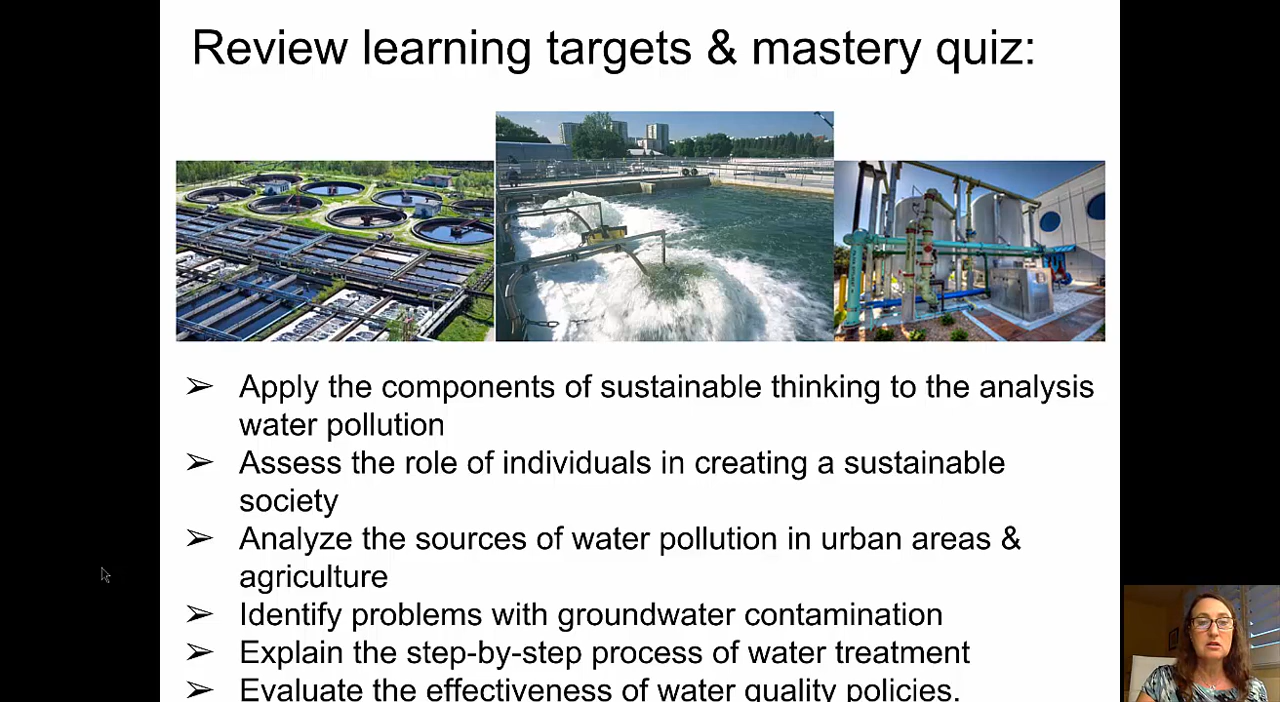 Review learning targets & mastery quiz:
➢ Apply the components of sustainable thinking to the analysis
water pollution
➢ Assess the role of individuals in creating a sustainable
society
➢ Analyze the sources of water pollution in urban areas &
agriculture
➢ Identify problems with groundwater contamination
➢ Explain the step-by-step process of water treatment
➢ Evaluate the effectiveness of water quality policies.